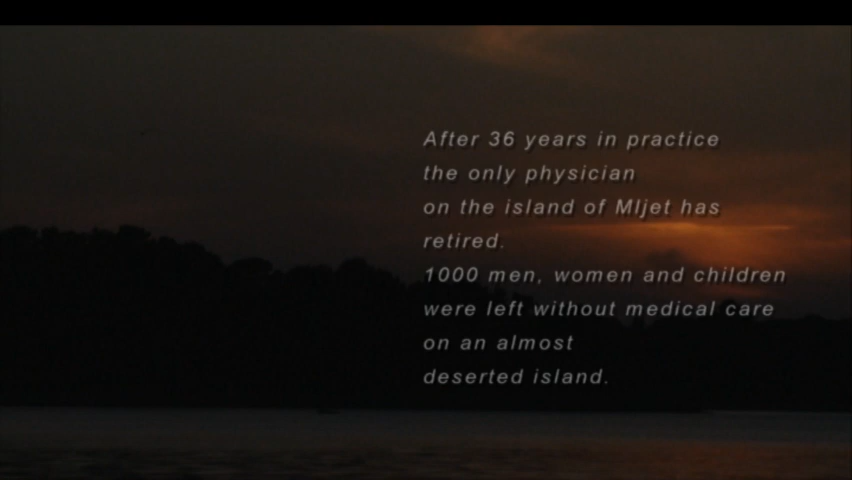 After 36 years in practice
the only physician
on the island of Mljet has
retired.
1000 men, women and children
were left without medical care
on an almost
deserted island.